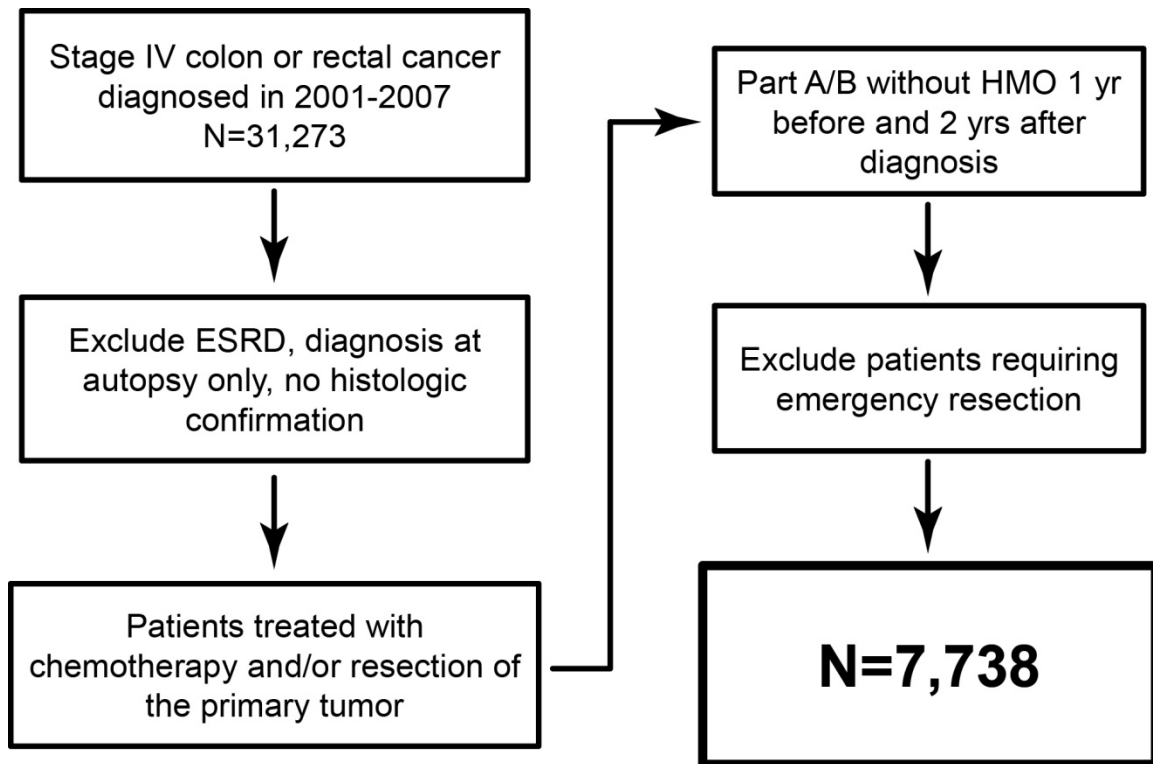 Stage IV colon or rectal cancer
diagnosed in 2001-2007
N=31,273
Exclude ESRD, diagnosis at
autopsy only, no histologic
confirmation
Patients treated with
chemotherapy and/or resection of
the primary tumor
Part A/B without HMO 1 yr
before and 2 yrs after
diagnosis
Exclude patients requiring
emergency resection
N=7,738